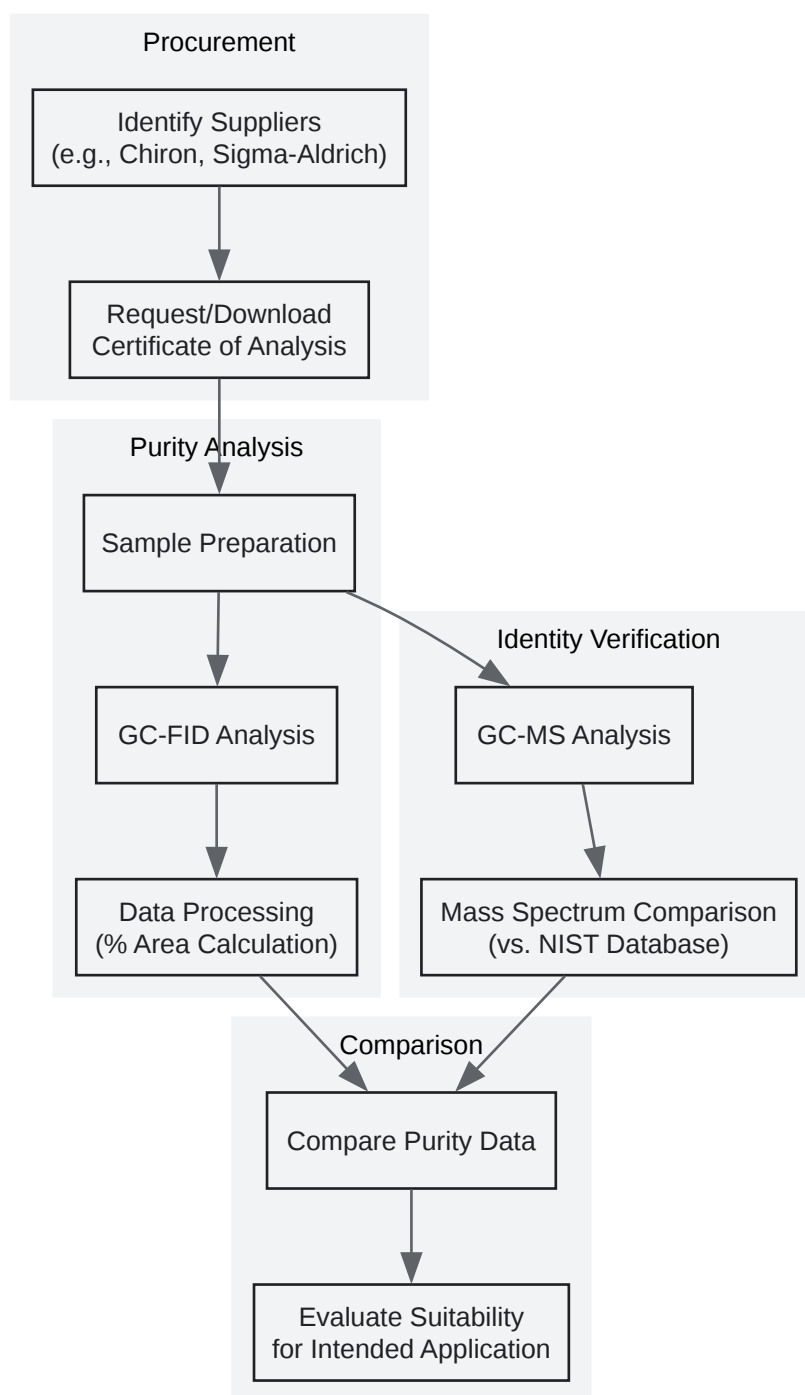 Procurement
Identify Suppliers
(e.g., Chiron, Sigma-Aldrich)
Request/Download
Certificate of Analysis
Purity Analysis
Sample Preparation
Identity Verification
GC-FID Analysis
GC-MS Analysis
Data Processing
(% Area Calculation)
Mass Spectrum Comparison
(vs. NIST Database)
Comparison
Compare Purity Data
Evaluate Suitability
for Intended Application